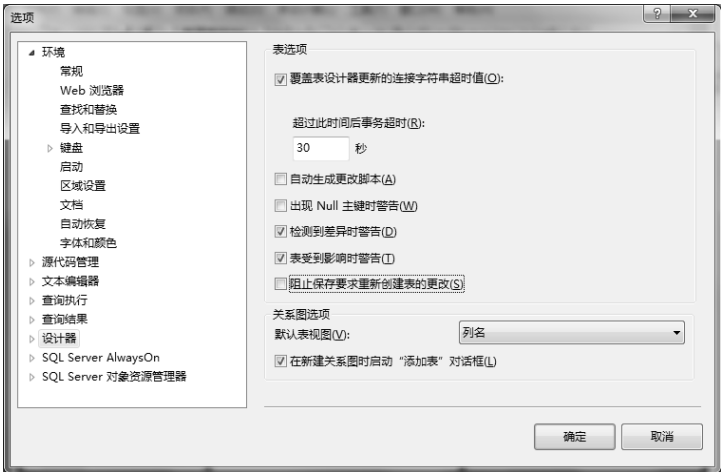 选项
环境
常规
Web 浏览器
查找和替换
导入和导出设置
键盘
启动
区域设置
文档
自动恢复
字体和颜色
源代码管理
文本编辑器
查询执行
查询结果
设计器
SQL Server AlwaysOn
SQL Server 对象资源管理器
表选项
覆盖表设计器更新的连接字符串超时值(O):
超过此时间后事务超时(R):
30 秒
自动生成更改脚本(A)
出现 Null 主键时警告(W)
检测到差异时警告(D)
表受到影响时警告(T)
阻止保存要求重新创建表的更改(S)
关系图选项
默认表视图(V): 列名
在新建关系图时启动“添加表”对话框(L)
确定 取消